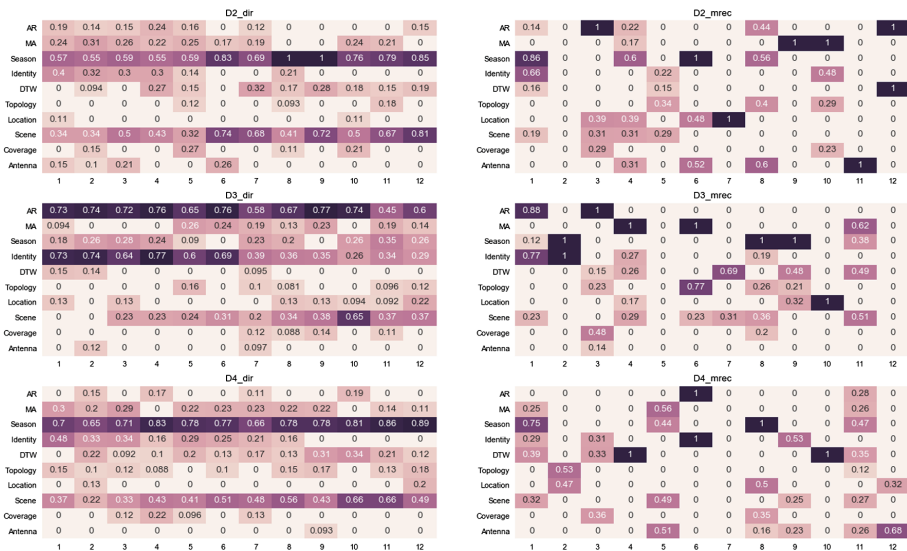 D2_dir
AR 0.19 0.14 0.15 0.24 0.16 0 0.12 0 0 0 0 0.15
MA 0.24 0.31 0.26 0.22 0.25 0.17 0.19 0 0 0.24 0.21 0
Season 0.57 0.55 0.59 0.55 0.59 0.83 0.69 1 1 0.76 0.79 0.85
Identity 0.4 0.32 0.3 0.3 0.14 0 0 0.21 0 0 0 0
DTW 0 0.094 0 0.27 0.15 0 0.32 0.17 0.28 0.18 0.15 0.19
Topology 0 0 0 0 0.12 0 0 0.093 0 0 0.18 0
Location 0.11 0 0 0 0 0 0 0 0 0.11 0 0
Scene 0.34 0.34 0.5 0.43 0.32 0.74 0.68 0.41 0.72 0.5 0.67 0.81
Coverage 0 0.15 0 0 0.27 0 0 0.11 0 0.21 0 0
Antenna 0.15 0.1 0.21 0 0 0.26 0 0 0 0 0 0
1 2 3 4 5 6 7 8 9 10 11 12
D2_mrec
AR 0.14 0 1 0.22 0 0 0 0.44 0 0 0 1
MA 0 0 0 0.17 0 0 0 0 1 1 0 0
Season 0.86 0 0 0.6 0 1 0 0.56 0 0 0 0
Identity 0.66 0 0 0 0.22 0 0 0 0 0.48 0 0
DTW 0.16 0 0 0 0.15 0 0 0 0 0 0 1
Topology 0 0 0 0 0.34 0 0 0.4 0 0.29 0 0
Location 0 0 0.39 0.39 0 0.48 1 0 0 0 0 0
Scene 0.19 0 0.31 0.31 0.29 0 0 0 0 0 0 0
Coverage 0 0 0.29 0 0 0 0 0 0 0.23 0 0
Antenna 0 0 0 0.31 0 0.52 0 0.6 0 0 1 0
1 2 3 4 5 6 7 8 9 10 11 12
D3_dir
AR 0.73 0.74 0.72 0.76 0.65 0.76 0.58 0.67 0.77 0.74 0.45 0.6
MA 0.094 0 0 0 0.26 0.24 0.19 0.13 0.23 0 0.19 0.14
Season 0.18 0.26 0.28 0.24 0.09 0 0.23 0.2 0 0.26 0.35 0.26
Identity 0.73 0.74 0.64 0.77 0.6 0.69 0.39 0.36 0.35 0.26 0.34 0.29
DTW 0.15 0.14 0 0 0 0 0.095 0 0 0 0 0
Topology 0 0 0 0 0.16 0 0.1 0.081 0 0 0.096 0.12
Location 0.13 0 0.13 0 0 0 0 0.13 0.13 0.094 0.092 0.22
Scene 0 0 0.23 0.23 0.24 0.31 0.2 0.34 0.38 0.65 0.37 0.37
Coverage 0 0 0 0 0 0 0.12 0.088 0.14 0 0.11 0
Antenna 0 0.12 0 0 0 0 0.097 0 0 0 0 0
1 2 3 4 5 6 7 8 9 10 11 12
D3_mrec
AR 0.88 0 1 0 0 0 0 0 0 0 0 0
MA 0 0 0 1 0 1 0 0 0 0 0.62 0
Season 0.12 1 0 0 0 0 0 1 1 0 0.38 0
Identity 0.77 1 0 0.27 0 0 0 0.19 0 0 0 0
DTW 0 0 0.15 0.26 0 0 0.69 0 0.48 0 0.49 0
Topology 0 0 0.23 0 0 0.77 0 0.26 0.21 0 0 0
Location 0 0 0 0.17 0 0 0 0 0.32 1 0 0
Scene 0.23 0 0 0.29 0 0.23 0.31 0.36 0 0 0.51 0
Coverage 0 0 0.48 0 0 0 0 0.2 0 0 0 0
Antenna 0 0 0.14 0 0 0 0 0 0 0 0 0
1 2 3 4 5 6 7 8 9 10 11 12
D4_dir
AR 0 0.15 0 0.17 0 0 0.11 0 0 0.19 0 0
MA 0.3 0.2 0.29 0 0.22 0.23 0.23 0.22 0.22 0 0.14 0.11
Season 0.7 0.65 0.71 0.83 0.78 0.77 0.66 0.78 0.78 0.81 0.86 0.89
Identity 0.48 0.33 0.34 0.16 0.29 0.25 0.21 0.16 0 0 0 0
DTW 0 0.22 0.092 0.1 0.2 0.13 0.17 0.13 0.31 0.34 0.21 0.12
Topology 0.15 0.1 0.12 0.088 0 0.1 0 0.15 0.17 0 0.13 0.18
Location 0 0.13 0 0 0 0 0 0 0 0 0 0.2
Scene 0.37 0.22 0.33 0.43 0.41 0.51 0.48 0.56 0.43 0.66 0.66 0.49
Coverage 0 0 0.12 0.22 0.096 0 0.13 0 0 0 0 0
Antenna 0 0 0 0 0 0 0 0 0.093 0 0 0
1 2 3 4 5 6 7 8 9 10 11 12
D4_mrec
AR 0 0 0 0 0 1 0 0 0 0 0.28 0
MA 0.25 0 0 0 0.56 0 0 0 0 0 0.26 0
Season 0.75 0 0 0 0.44 0 0 1 0 0 0.47 0
Identity 0.29 0 0.31 0 0 1 0 0 0.53 0 0 0
DTW 0.39 0 0.33 1 0 0 0 0 0 1 0.35 0
Topology 0 0.53 0 0 0 0 0 0 0 0 0.12 0
Location 0 0.47 0 0 0 0 0 0.5 0 0 0 0.32
Scene 0.32 0 0 0 0.49 0 0 0 0.25 0 0.27 0
Coverage 0 0 0.36 0 0 0 0 0.35 0 0 0 0
Antenna 0 0 0 0 0.51 0 0 0.16 0.23 0 0.26 0.68
1 2 3 4 5 6 7 8 9 10 11 12